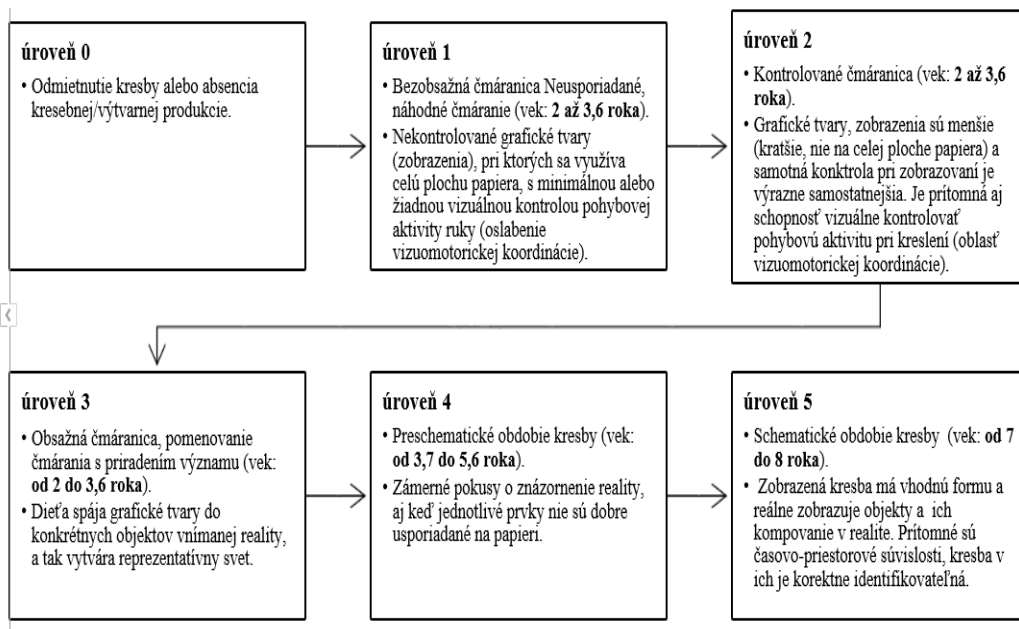 úroveň 0
• Odmietnutie kresby alebo absencia
kresebnej/výtvarnej produkcie.
úroveň 1
• Bezobsažná čmáranica Neusporiadané,
náhodné čmáranie (vek: 2 až 3,6 roka).
• Nekontrolované grafické tvary
(zobrazenia), pri ktorých sa využíva
celú plochu papiera, s minimálnou alebo
žiadnou vizuálnou kontrolou pohybovej
aktivity ruky (oslabenie
vizuomotorickej koordinácie).
úroveň 2
• Kontrolované čmáranica (vek: 2 až 3,6
roka).
• Grafické tvary, zobrazenia sú menšie
(kratšie, nie na celej ploche papiera) a
samotná konktrola pri zobrazovaní je
výrazne samostatnejšia. Je prítomná aj
schopnosť vizuálne kontrolovať
pohybovú aktivitu pri kreslení (oblasť
vizuomotorickej koordinácie).
úroveň 3
• Obsažná čmáranica, pomenovanie
čmárania s priradením významu (vek:
od 2 do 3,6 roka).
• Dieťa spája grafické tvary do
konkrétnych objektov vnímanej reality,
a tak vytvára reprezentatívny svet.
úroveň 4
• Preschematické obdobie kresby (vek:
od 3,7 do 5,6 roka).
• Zámerné pokusy o znázornenie reality,
aj keď jednotlivé prvky nie sú dobre
usporiadané na papieri.
úroveň 5
• Schematické obdobie kresby (vek: od 7
do 8 roka).
• Zobrazená kresba má vhodnú formu a
reálne zobrazuje objekty a ich
kompovanie v realite. Prítomné sú
časovo-priestorové súvislosti, kresba v
ich je korektne identifikovateľná.